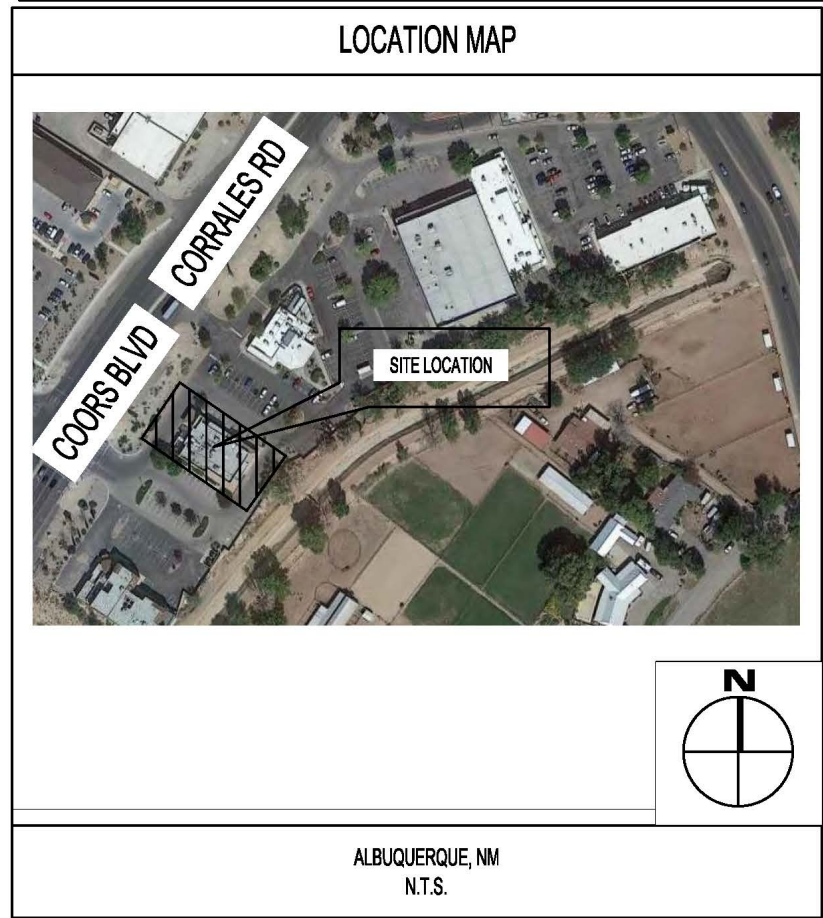 LOCATION MAP
CORRALES RD
COORS BLVD
SITE LOCATION
N
ALBUQUERQUE, NM
N.T.S.